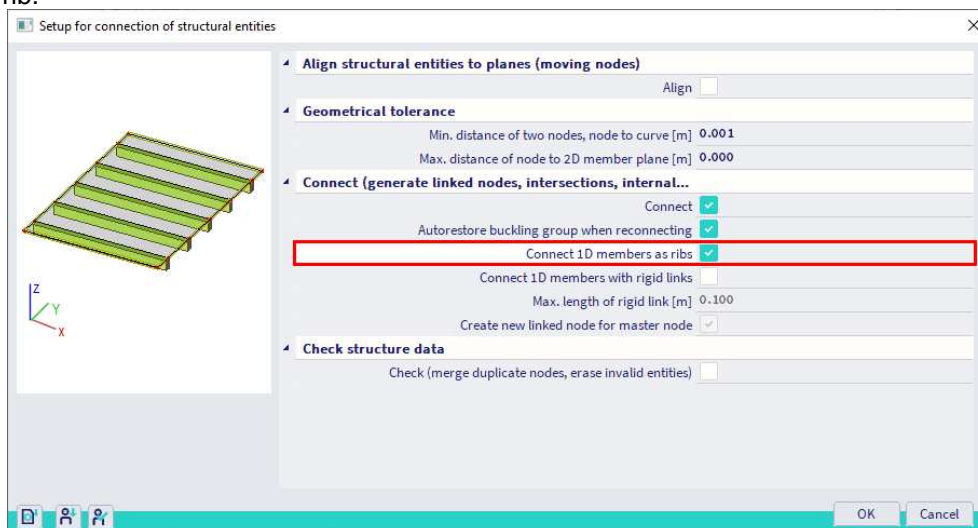 rib.
Setup for connection of structural entities
Align structural entities to planes (moving nodes)
Align
Geometrical tolerance
Min. distance of two nodes, node to curve [m] 0.001
Max. distance of node to 2D member plane [m] 0.000
Connect (generate linked nodes, intersections, internal...
Connect
Autorestore buckling group when reconnecting
Connect 1D members as ribs
Connect 1D members with rigid links
Max. length of rigid link [m] 0.100
Create new linked node for master node
Check structure data
Check (merge duplicate nodes, erase invalid entities)
Z
Y
X
OK Cancel